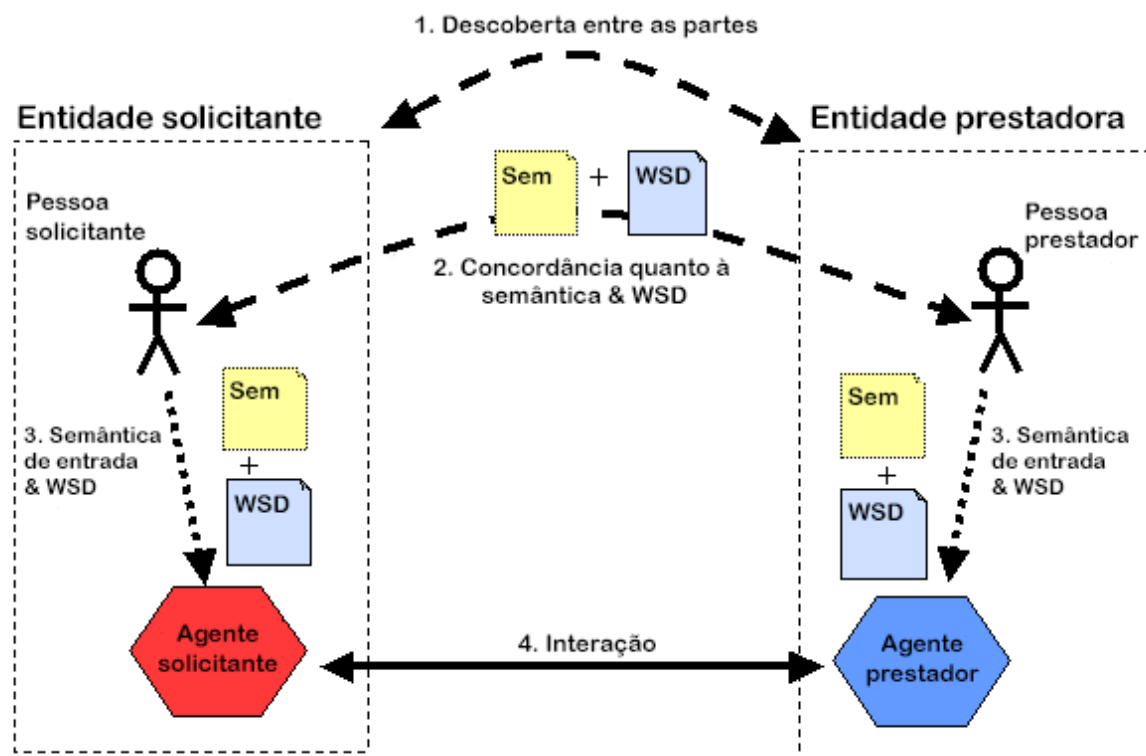 1. Descoberta entre as partes
Entidade solicitante
Entidade prestadora
Sem
+
WSD
Pessoa
solicitante
Pessoa
prestador
2. Concordância quanto à
semântica & WSD
Sem
+
WSD
3. Semântica
de entrada
& WSD
Sem
+
WSD
3. Semântica
de entrada
& WSD
Agente
solicitante
4. Interação
Agente
prestador